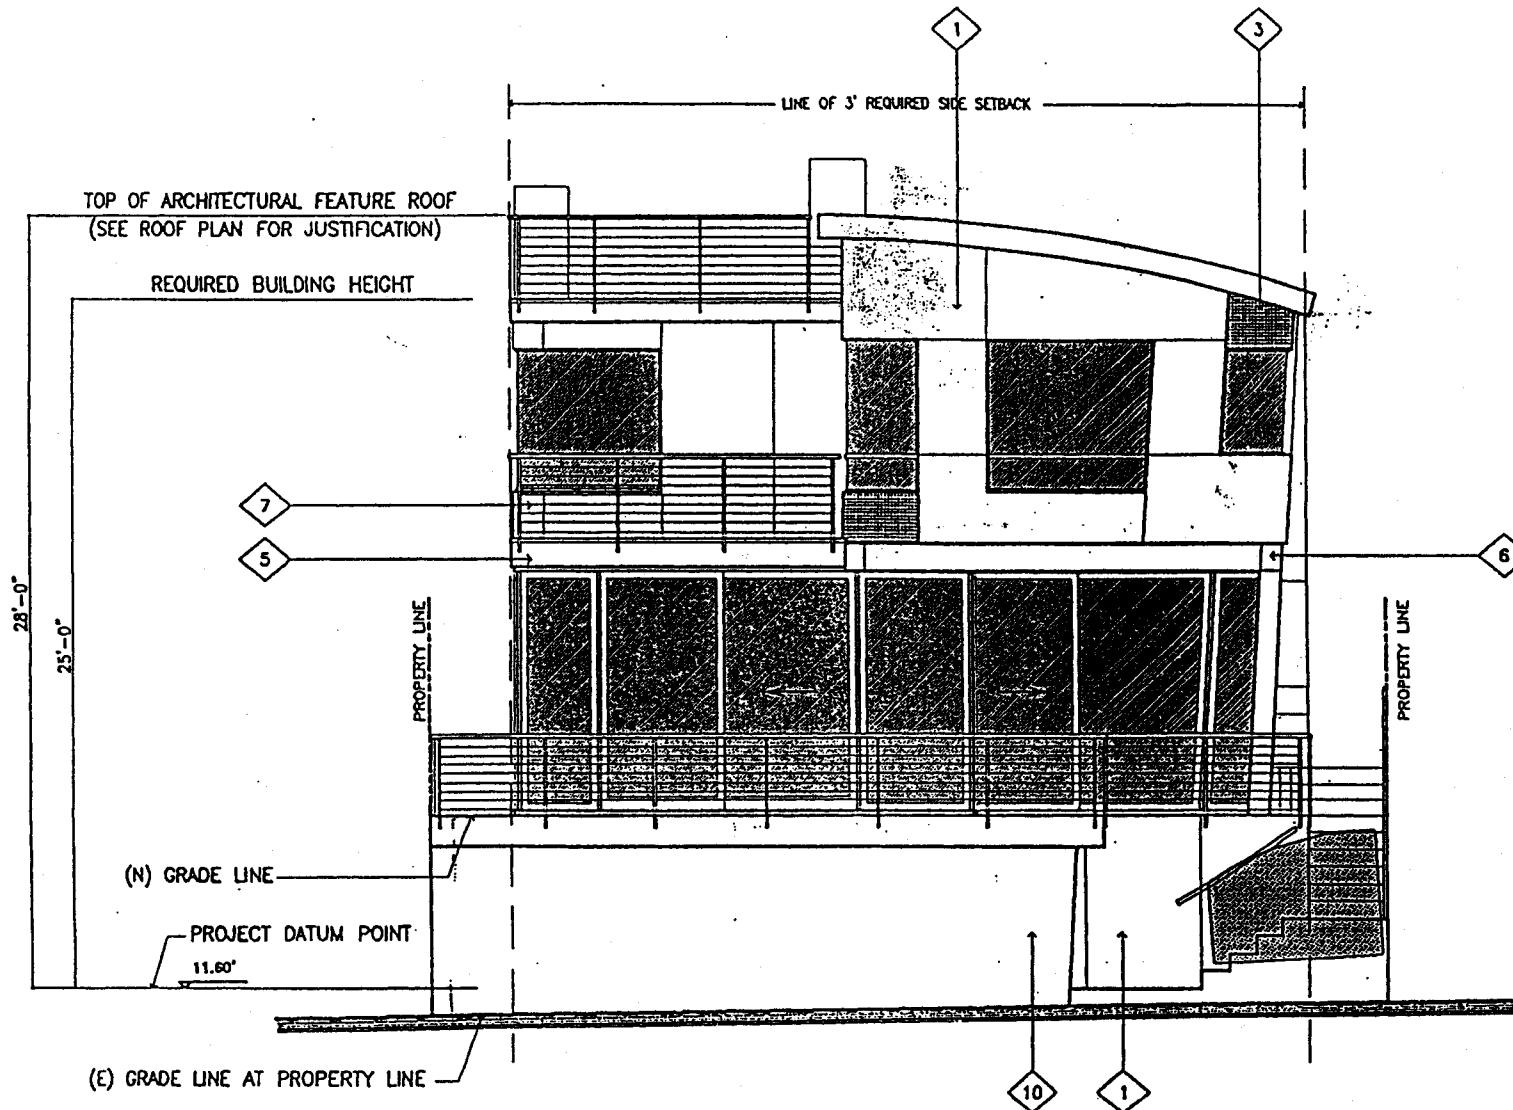 1
3
LINE OF 3' REQUIRED SIDE SETBACK
TOP OF ARCHITECTURAL FEATURE ROOF
(SEE ROOF PLAN FOR JUSTIFICATION)
REQUIRED BUILDING HEIGHT
7
5
6
28'-0"
25'-0"
PROPERTY LINE
PROPERTY LINE
(N) GRADE LINE
PROJECT DATUM POINT
11.60'
(E) GRADE LINE AT PROPERTY LINE
10
1